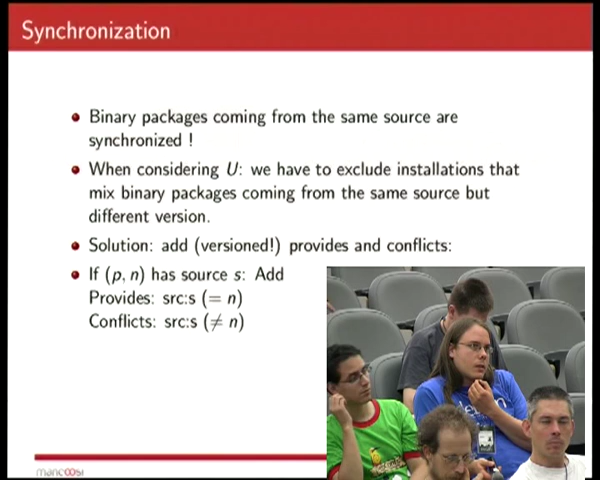 Synchronization
Binary packages coming from the same source are
synchronized !
When considering U: we have to exclude installations that
mix binary packages coming from the same source but
different version.
Solution: add (versioned!) provides and conflicts:
If (p, n) has source s: Add
Provides: src:s (= n)
Conflicts: src:s (≠ n)
mancoosi